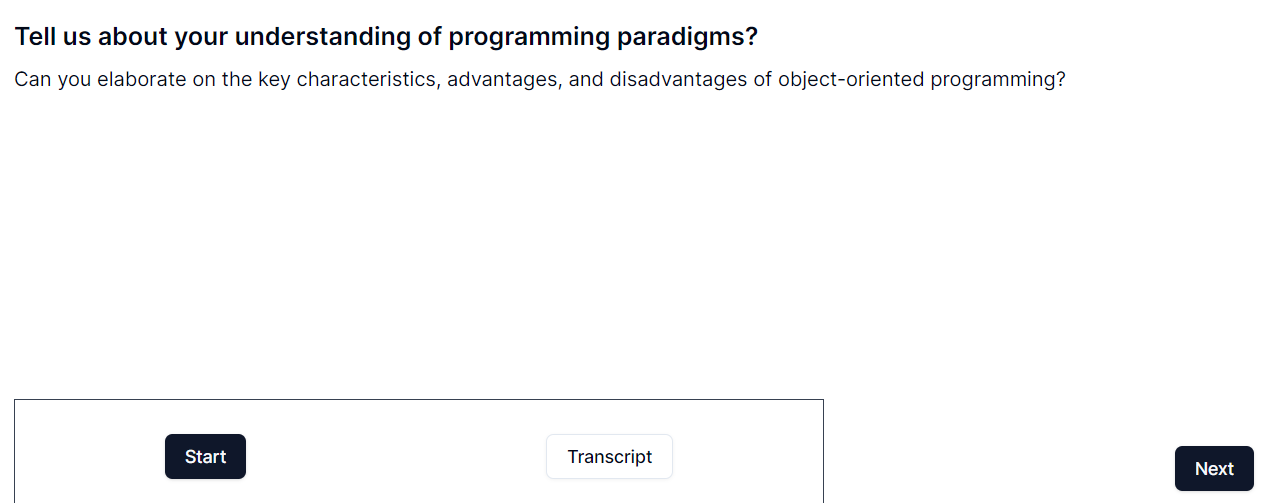 Tell us about your understanding of programming paradigms?
Can you elaborate on the key characteristics, advantages, and disadvantages of object-oriented programming?
Start
Transcript
Next